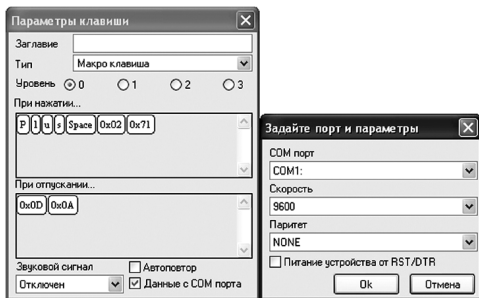 Параметры клавиши
Заглавие
Тип Макро клавиша
Уровень 0 1 2 3
При нажатии...
P l u s Space 0x02 0x71
При отпускании...
0x0D 0x0A
Звуковой сигнал Автоповтор
Отключен Данные с COM порта
Задайте порт и параметры
COM порт
COM1:
Скорость
9600
Паритет
NONE
Питание устройства от RST/DTR
Ok Отмена